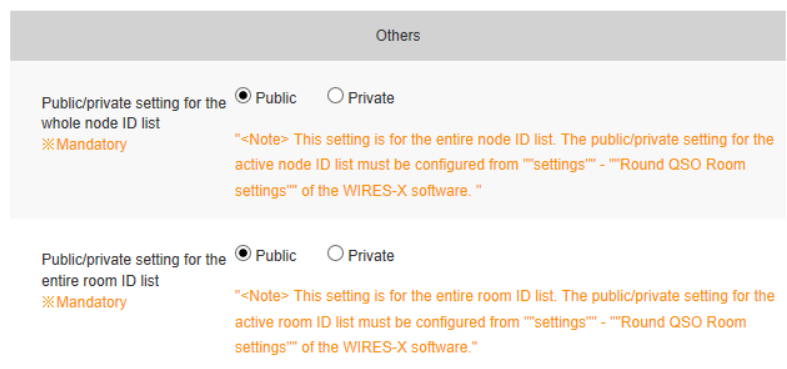 Others
Public/private setting for the
whole node ID list
※Mandatory
Public Private
"<Note> This setting is for the entire node ID list. The public/private setting for the
active node ID list must be configured from ""settings"" - ""Round QSO Room
settings"" of the WIRES-X software. "
Public/private setting for the
entire room ID list
※Mandatory
Public Private
"<Note> This setting is for the entire room ID list. The public/private setting for the
active room ID list must be configured from ""settings"" - ""Round QSO Room
settings"" of the WIRES-X software."